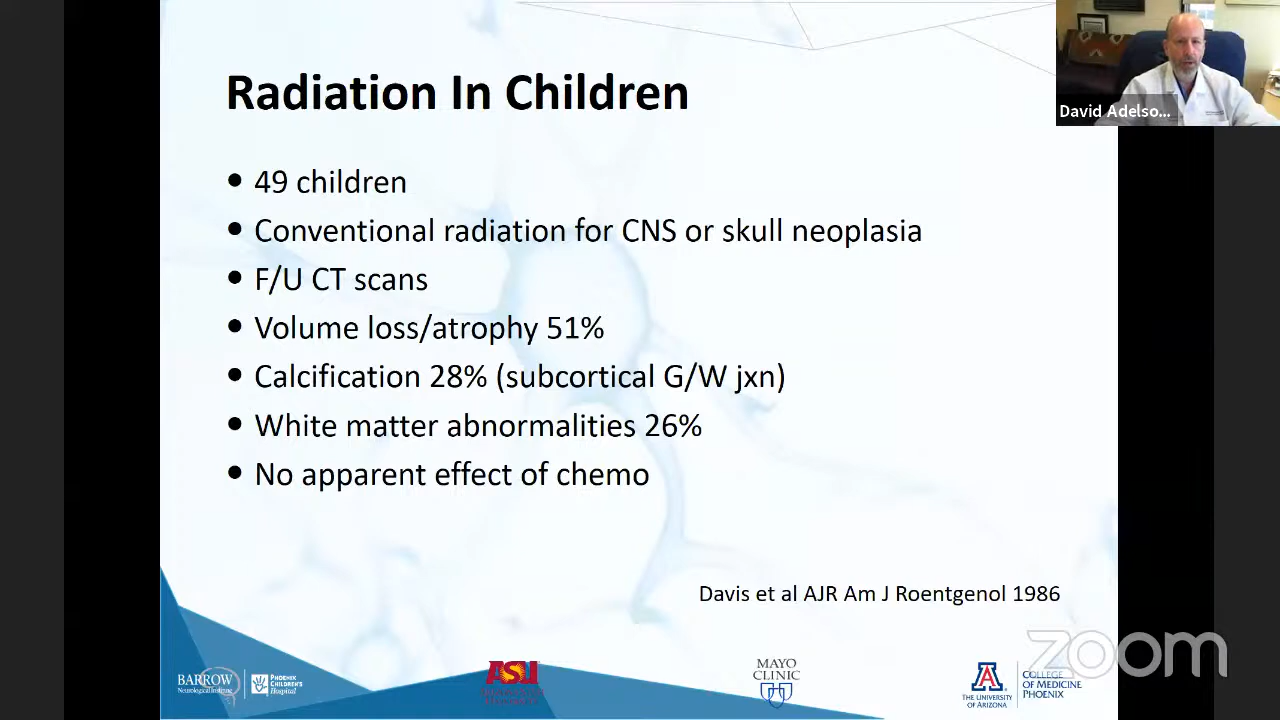 Radiation In Children
David Adelso...
• 49 children
• Conventional radiation for CNS or skull neoplasia
• F/U CT scans
• Volume loss/atrophy 51%
• Calcification 28% (subcortical G/W jxn)
• White matter abnormalities 26%
• No apparent effect of chemo
Davis et al AJR Am J Roentgenol 1986
zoom
BARROW
Neurological Institute
PHOENIX
CHILDREN'S
Hospital
ASU
MAYO
CLINIC
A
THE UNIVERSITY
OF ARIZONA
COLLEGE
OF MEDICINE
PHOENIX